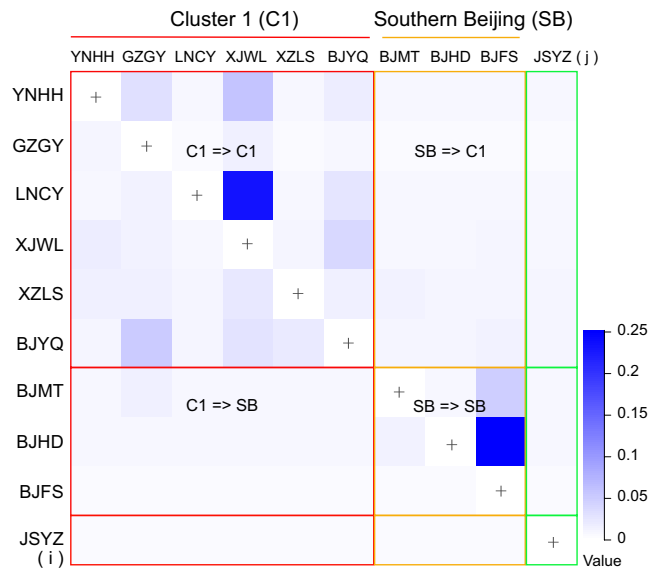 Cluster 1 (C1) Southern Beijing (SB)
YNHH GZGY LNCY XJWL XZLS BJYQ BJMT BJHD BJFS JSYZ ( j )
YNHH +
GZGY + C1 => C1 SB => C1
LNCY +
XJWL +
XZLS +
BJYQ +
BJMT +
C1 => SB SB => SB
BJHD +
BJFS +
JSYZ +
( i )
0.25
0.2
0.15
0.1
0.05
0
Value